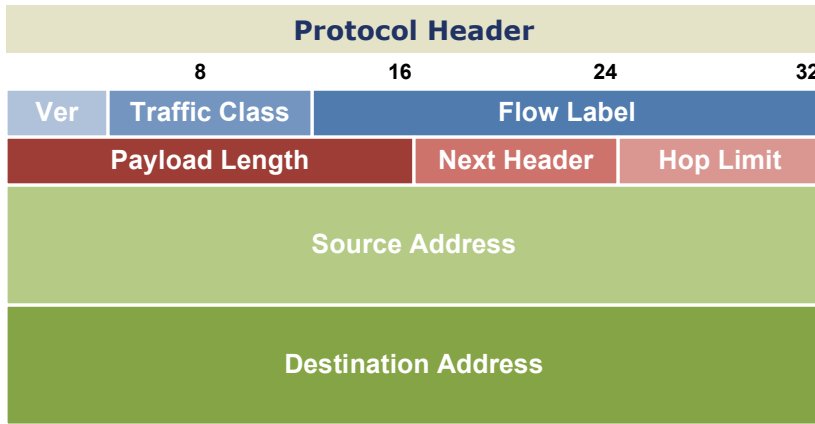 Protocol Header
8 16 24 32
Ver Traffic Class Flow Label
Payload Length Next Header Hop Limit
Source Address
Destination Address